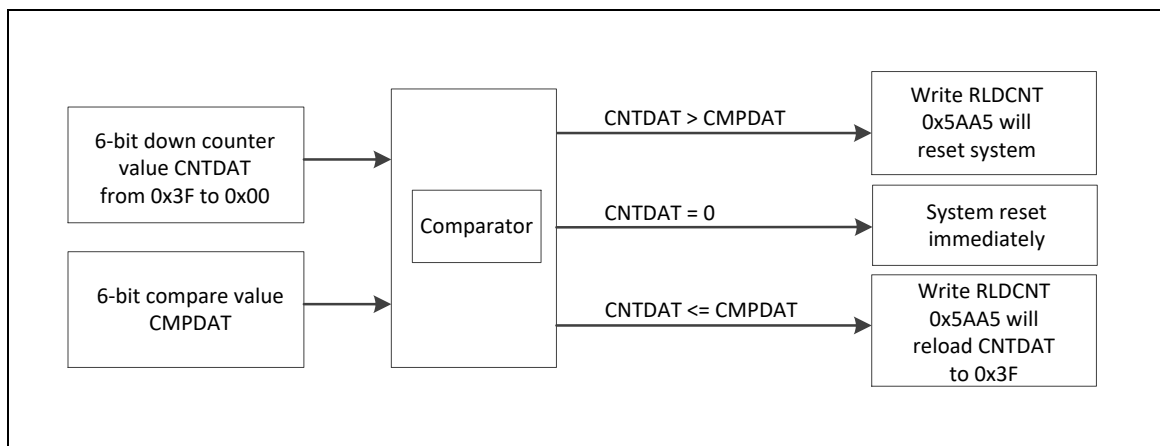 6-bit down counter
value CNTDAT
from 0x3F to 0x00
6-bit compare value
CMPDAT
Comparator
CNTDAT > CMPDAT
Write RLDCNT
0x5AA5 will
reset system
CNTDAT = 0
System reset
immediately
CNTDAT <= CMPDAT
Write RLDCNT
0x5AA5 will
reload CNTDAT
to 0x3F